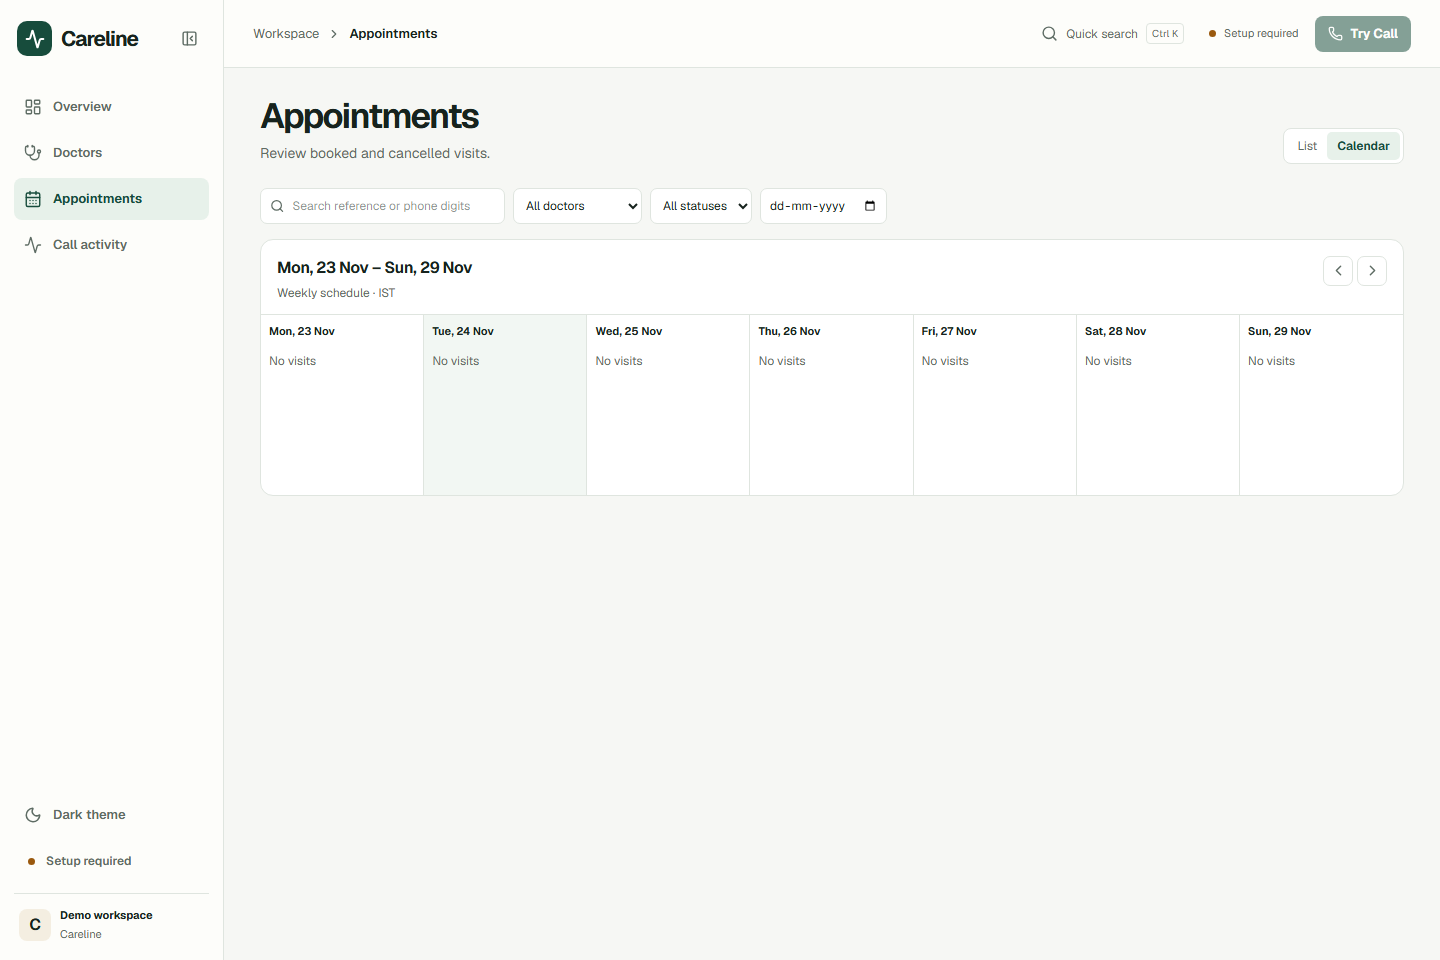 Careline
Overview
Doctors
Appointments
Call activity
Dark theme
Setup required
C
Demo workspace
Careline
Workspace > Appointments
Quick search Ctrl K
Setup required
Try Call
Appointments
Review booked and cancelled visits.
List Calendar
Search reference or phone digits
All doctors
All statuses
dd-mm-yyyy
Mon, 23 Nov – Sun, 29 Nov
Weekly schedule · IST
Mon, 23 Nov
No visits
Tue, 24 Nov
No visits
Wed, 25 Nov
No visits
Thu, 26 Nov
No visits
Fri, 27 Nov
No visits
Sat, 28 Nov
No visits
Sun, 29 Nov
No visits